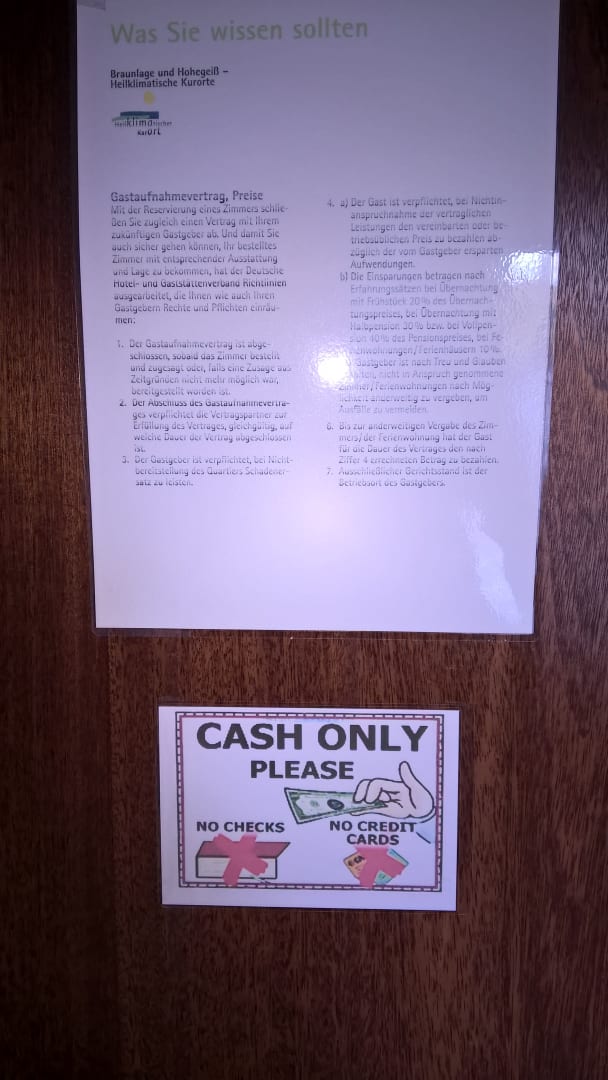 Was Sie wissen sollten
Braunlage und Hohegeiß –
Heilklimatische Kurorte
Heilklimatischer
Kurort
Gastaufnahmevertrag, Preise
Mit der Reservierung eines Zimmers schlie-
ßen Sie zugleich einen Vertrag mit Ihrem
zukünftigen Gastgeber ab. Und damit Sie
auch sicher gehen können, Ihr bestelltes
Zimmer mit entsprechender Ausstattung
und Lage zu bekommen, hat der Deutsche
Hotel- und Gaststättenverband Richtlinien
ausgearbeitet, die Ihnen wie auch Ihren
Gastgebern Rechte und Pflichten einräu-
men:
1. Der Gastaufnahmevertrag ist abge-
schlossen, sobald das Zimmer bestellt
und zugesagt oder, falls eine Zusage aus
Zeitgründen nicht mehr möglich war,
bereitgestellt worden ist.
2. Der Abschluss des Gastaufnahmevertra-
ges verpflichtet die Vertragspartner zur
Erfüllung des Vertrages, gleichgültig, auf
welche Dauer der Vertrag abgeschlossen
ist.
3. Der Gastgeber ist verpflichtet, bei Nicht-
bereitstellung des Quartiers Schadener-
satz zu leisten.
4. a) Der Gast ist verpflichtet, bei Nichtin-
anspruchnahme der vertraglichen
Leistungen den vereinbarten oder be-
triebsüblichen Preis zu bezahlen ab-
züglich der vom Gastgeber ersparten
Aufwendungen.
b) Die Einsparungen betragen nach
Erfahrungssätzen bei Übernachtung
mit Frühstück 20 % des Übernach-
tungspreises, bei Übernachtung mit
Halbpension 30 % bzw. bei Vollpen-
sion 40 % des Pensionspreises, bei Fe-
rienwohnungen/Ferienhäusern 10 %.
Gastgeber ist nach Treu und Glauben
nicht in Anspruch genommene
Zimmer/Ferienwohnungen nach Mög-
lichkeit anderweitig zu vergeben, um
Ausfälle zu vermeiden.
6. Bis zur anderweitigen Vergabe des Zim-
mers/der Ferienwohnung hat der Gast
für die Dauer des Vertrages den nach
Ziffer 4 errechneten Betrag zu bezahlen.
7. Ausschließlicher Gerichtsstand ist der
Betriebsort des Gastgebers.
CASH ONLY
PLEASE
NO CHECKS
NO CREDIT
CARDS